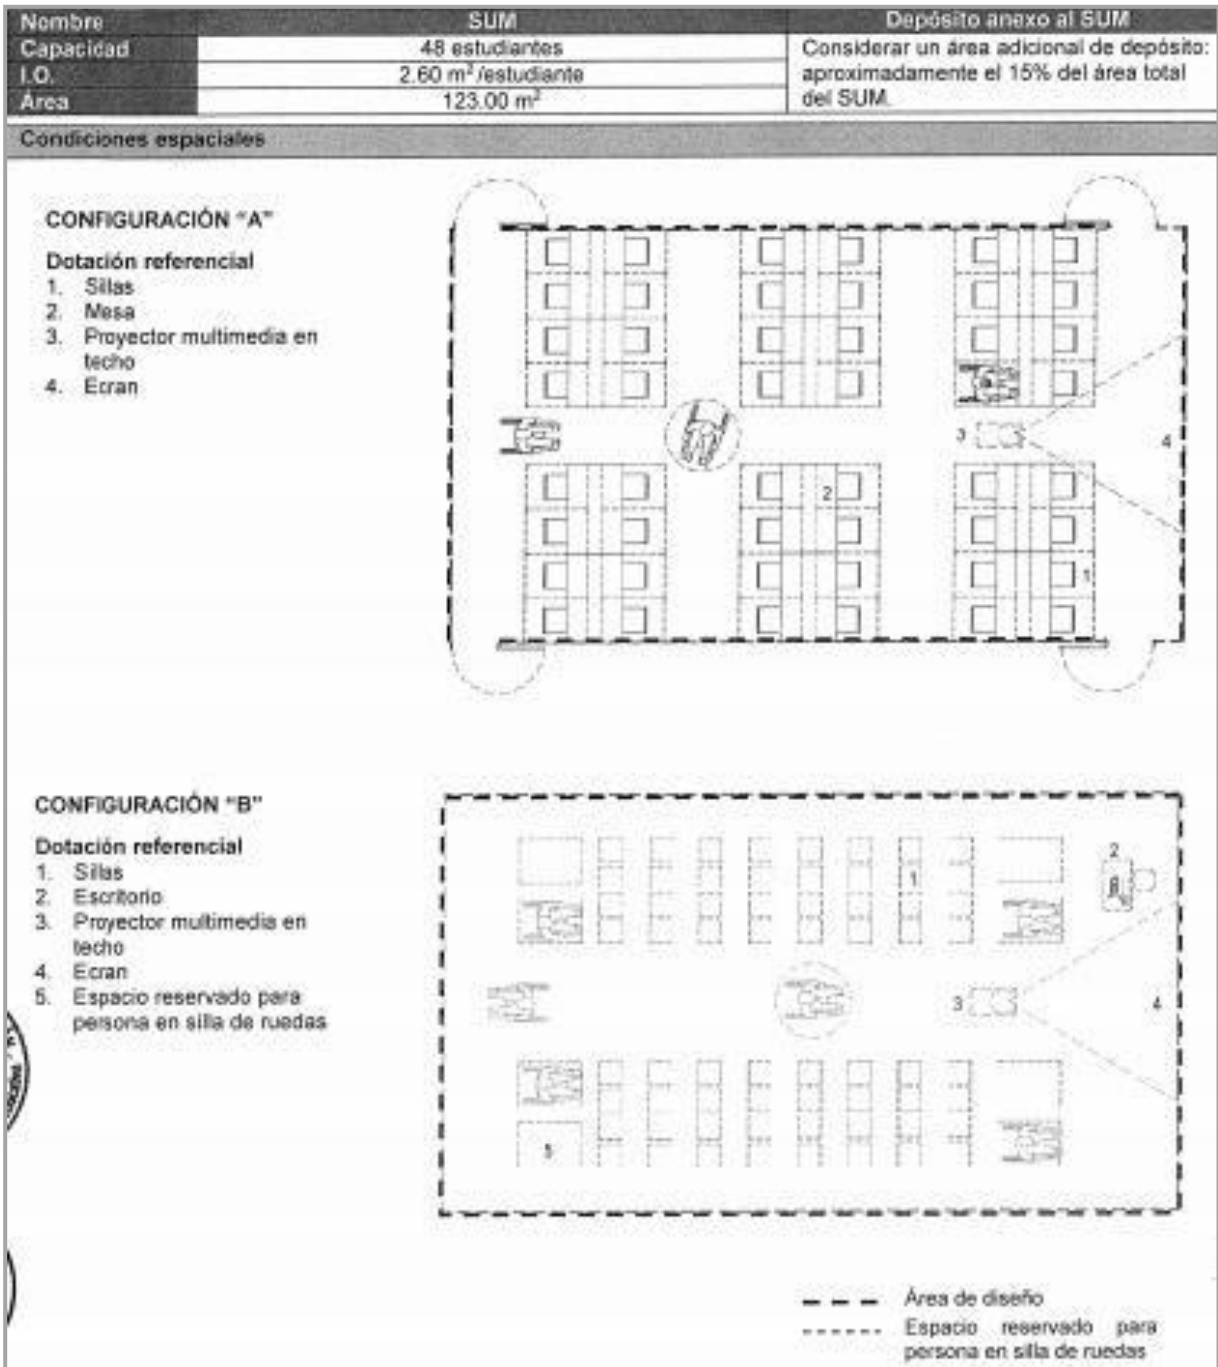 Nombre SUM Depósito anexo al SUM
Capacidad 48 estudiantes Considerar un área adicional de depósito:
I.O. 2.60 m²/estudiante aproximadamente el 15% del área total
Área 123.00 m² del SUM.
Condiciones espaciales
CONFIGURACIÓN "A"
Dotación referencial
1. Sillas
2. Mesa
3. Proyector multimedia en
techo
4. Ecran
3
4
2
1
CONFIGURACIÓN "B"
Dotación referencial
1. Sillas
2. Escritorio
3. Proyector multimedia en
techo
4. Ecran
5. Espacio reservado para
persona en silla de ruedas
2
1
3
4
5
Área de diseño
Espacio reservado para
persona en silla de ruedas